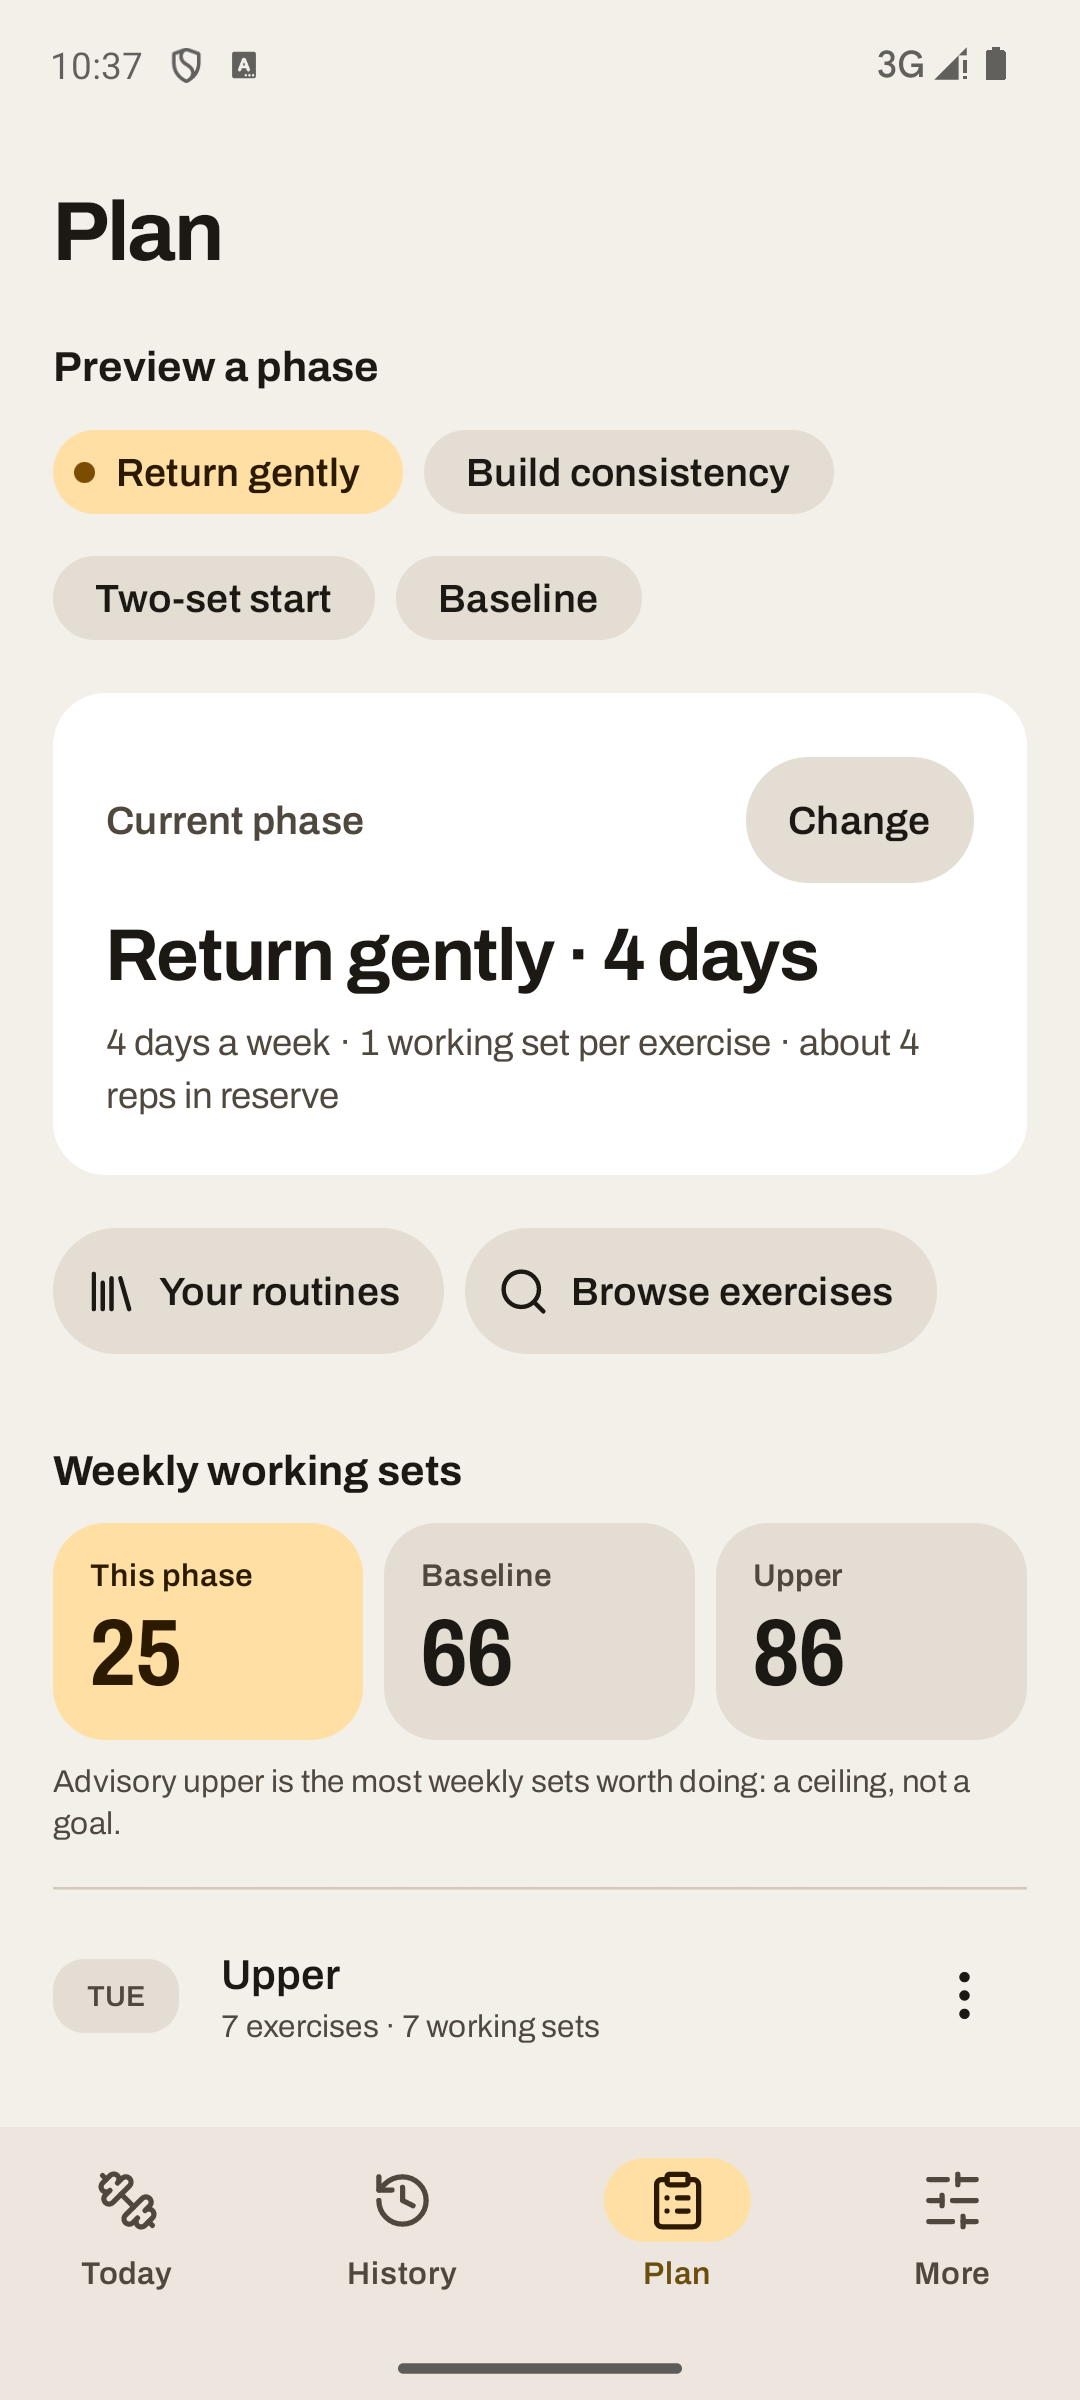 10:37
3G
Plan
Preview a phase
Return gently
Build consistency
Two-set start
Baseline
Current phase
Change
Return gently · 4 days
4 days a week · 1 working set per exercise · about 4
reps in reserve
Your routines
Browse exercises
Weekly working sets
This phase
25
Baseline
66
Upper
86
Advisory upper is the most weekly sets worth doing: a ceiling, not a
goal.
TUE
Upper
7 exercises · 7 working sets
Today
History
Plan
More